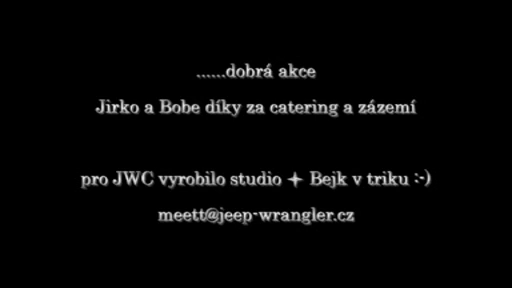 ......dobrá akce
Jirko a Bobe díky za catering a zázemí
pro JWC vyrobilo studio + Bejk v triku :-)
meett@jeep-wrangler.cz